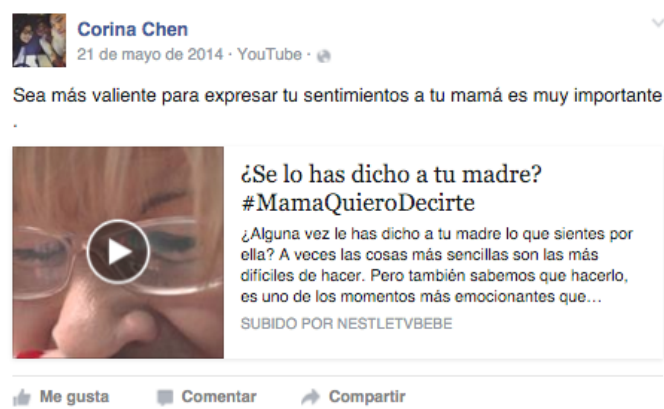 Corina Chen
21 de mayo de 2014 · YouTube ·
Sea más valiente para expresar tu sentimientos a tu mamá es muy importante
.
¿Se lo has dicho a tu madre?
#MamaQuieroDecirte
¿Alguna vez le has dicho a tu madre lo que sientes por
ella? A veces las cosas más sencillas son las más
difíciles de hacer. Pero también sabemos que hacerlo,
es uno de los momentos más emocionantes que...
SUBIDO POR NESTLETVBEBE
Me gusta Comentar Compartir